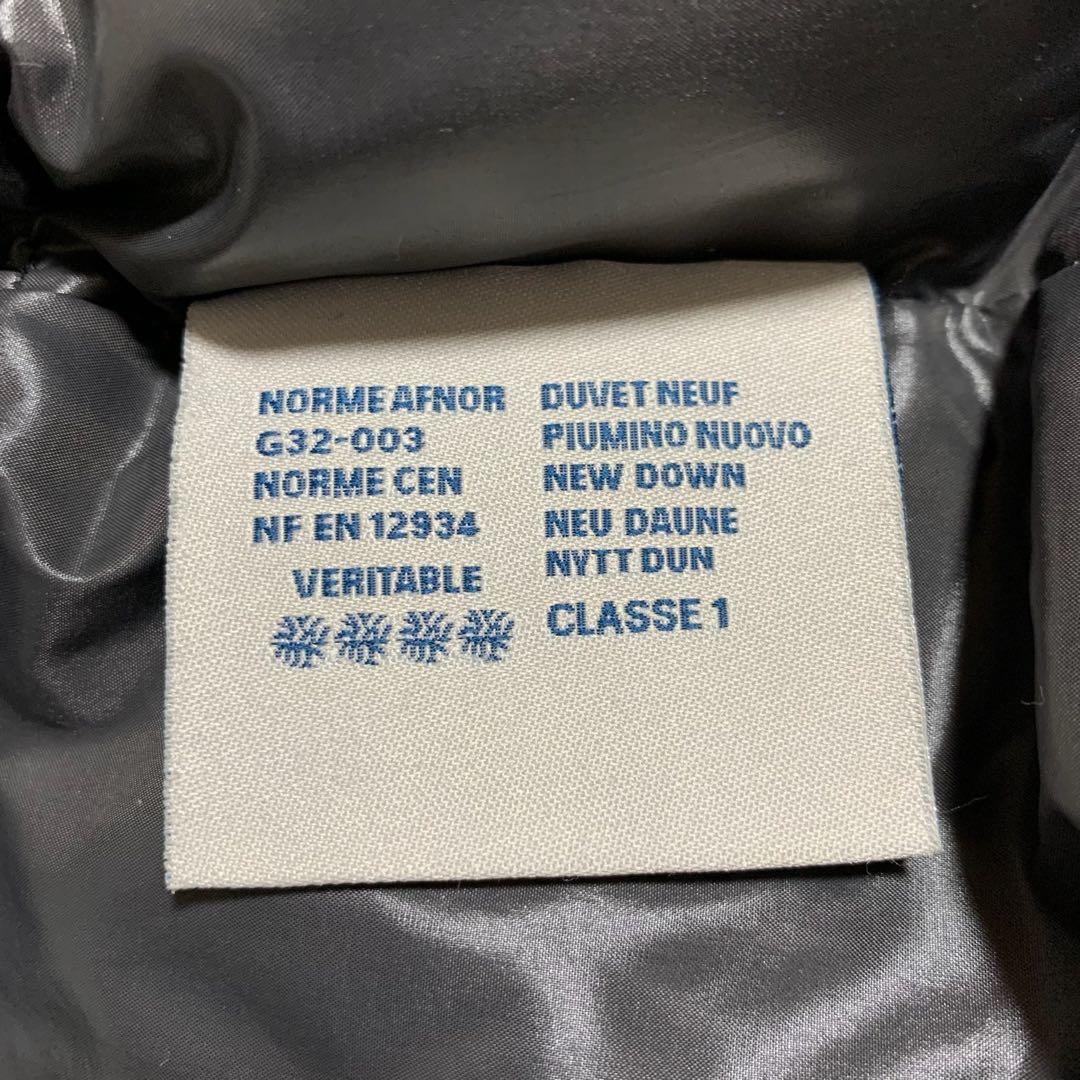 NORME AFNOR
G32-003
NORME CEN
NF EN 12934
VERITABLE
DUVET NEUF
PIUMINO NUOVO
NEW DOWN
NEU DAUNE
NYTT DUN
CLASSE 1